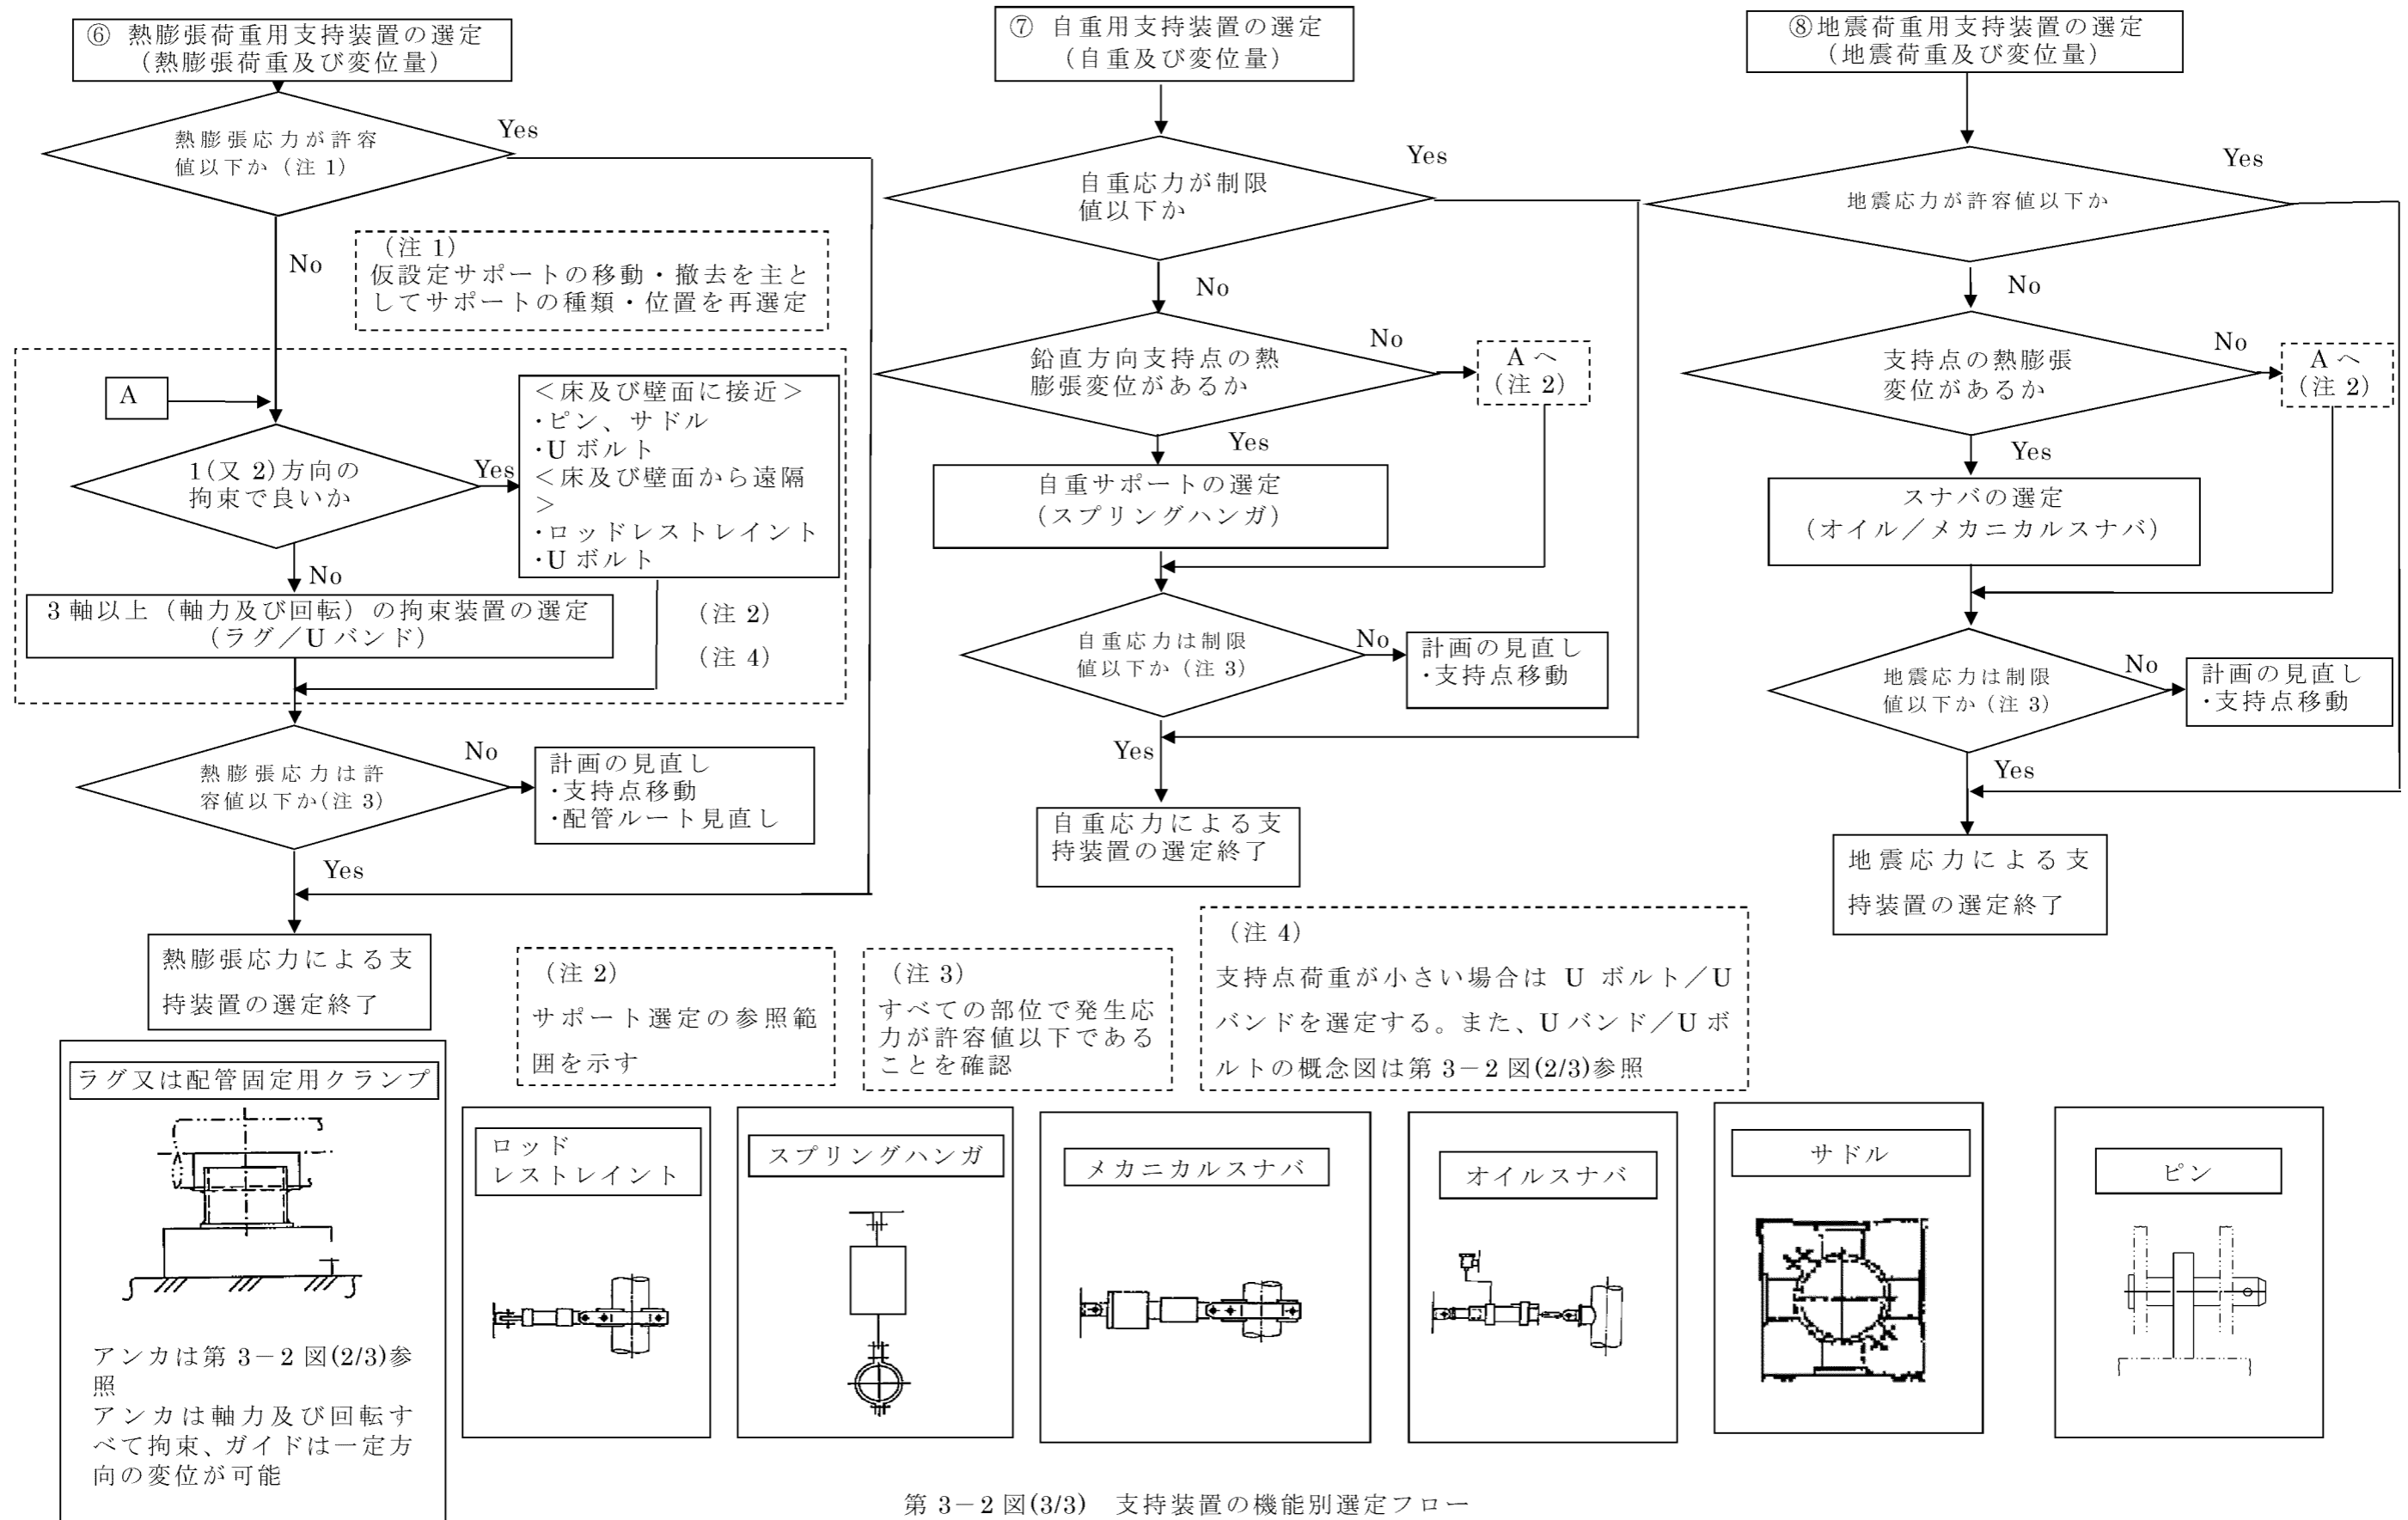 ⑥ 熱膨張荷重用支持装置の選定
（熱膨張荷重及び変位量）
熱膨張応力が許容
値以下か（注 1）
Yes
No
（注 1）
仮設定サポートの移動・撤去を主と
してサポートの種類・位置を再選定
A
1(又 2)方向の
拘束で良いか
Yes
＜床及び壁面に接近＞
・ピン、サドル
・U ボルト
＜床及び壁面から遠隔
＞
・ロッドレストレイント
・U ボルト
No
3 軸以上（軸力及び回転）の拘束装置の選定
（ラグ／U バンド）
（注 2）
（注 4）
熱膨張応力は許
容値以下か（注 3）
No
計画の見直し
・支持点移動
・配管ルート見直し
Yes
熱膨張応力による支
持装置の選定終了
⑦ 自重用支持装置の選定
（自重及び変位量）
自重応力が制限
値以下か
Yes
No
鉛直方向支持点の熱
膨張変位があるか
No
A へ
（注 2）
Yes
自重サポートの選定
（スプリングハンガ）
自重応力は制限
値以下か（注 3）
No
計画の見直し
・支持点移動
Yes
自重応力による支
持装置の選定終了
⑧地震荷重用支持装置の選定
（地震荷重及び変位量）
地震応力が許容値以下か
Yes
No
支持点の熱膨張
変位があるか
No
A へ
（注 2）
Yes
スナバの選定
（オイル／メカニカルスナバ）
地震応力は制限
値以下か（注 3）
No
計画の見直し
・支持点移動
Yes
地震応力による支
持装置の選定終了
（注 2）
サポート選定の参照範
囲を示す
（注 3）
すべての部位で発生応
力が許容値以下である
ことを確認
（注 4）
支持点荷重が小さい場合は U ボルト／U
バンドを選定する。また、U バンド／U ボ
ルトの概念図は第 3－2 図(2/3)参照
ラグ又は配管固定用クランプ
アンカは第 3－2 図(2/3)参
照
アンカは軸力及び回転す
べて拘束、ガイドは一定方
向の変位が可能
ロッド
レストレイント
スプリングハンガ
メカニカルスナバ
オイルスナバ
サドル
ピン
第 3－2 図(3/3)　支持装置の機能別選定フロー